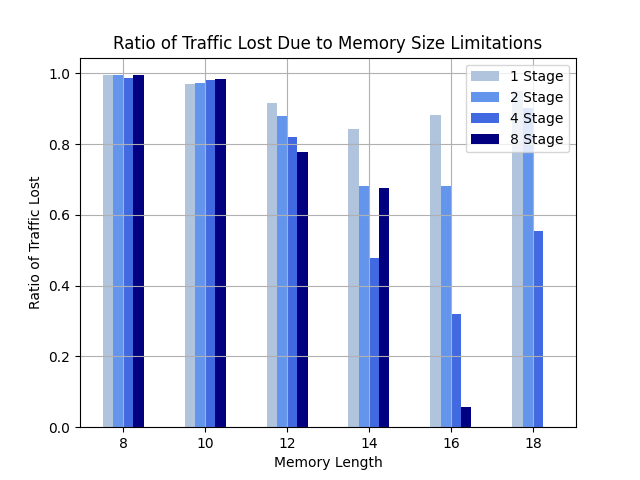 Ratio of Traffic Lost Due to Memory Size Limitations
1 Stage
2 Stage
4 Stage
8 Stage
1.0
0.8
0.6
0.4
0.2
0.0
Ratio of Traffic Lost
8 10 12 14 16 18
Memory Length